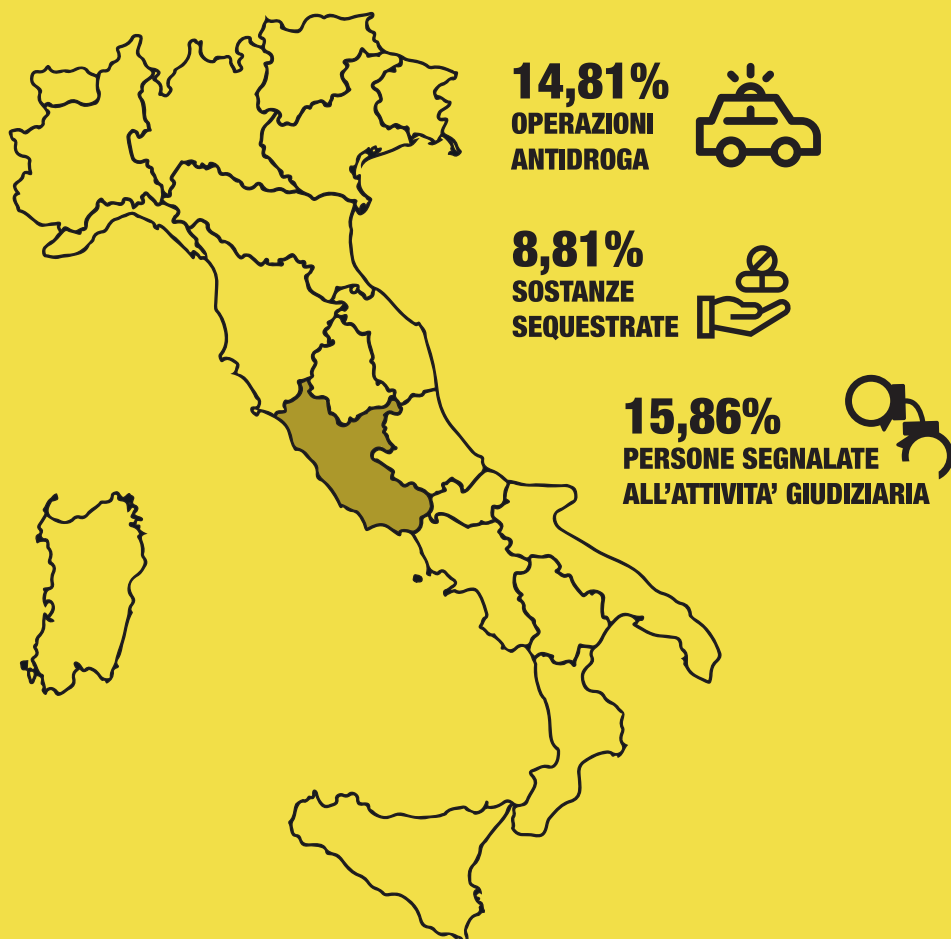 14,81%
OPERAZIONI
ANTIDROGA
8,81%
SOSTANZE
SEQUESTRATE
15,86%
PERSONE SEGNALATE
ALL'ATTIVITA' GIUDIZIARIA